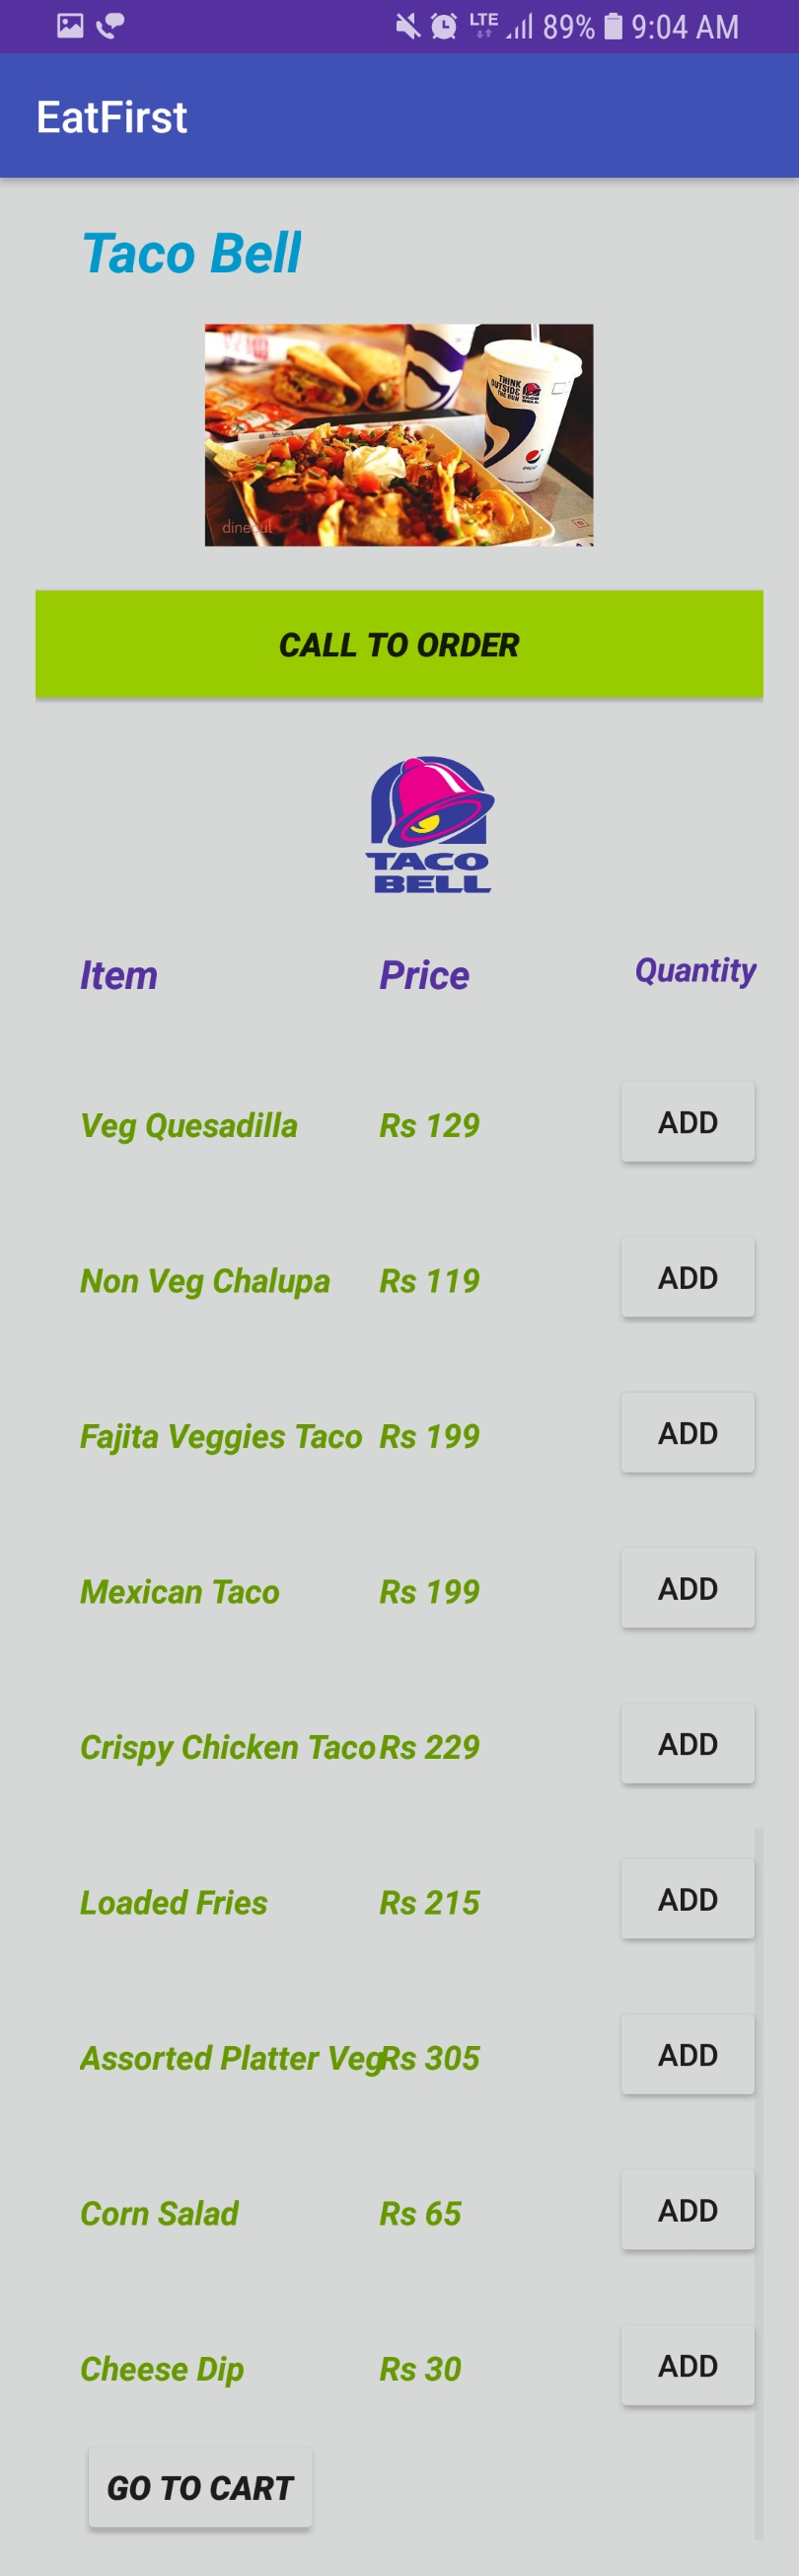 LTE 89% 9:04 AM
EatFirst
Taco Bell
THINK
OUTSIDE
THE BUN
TACO
BELL
pepsi
dineout
CALL TO ORDER
TACO
BELL
Item Price Quantity
Veg Quesadilla Rs 129 ADD
Non Veg Chalupa Rs 119 ADD
Fajita Veggies Taco Rs 199 ADD
Mexican Taco Rs 199 ADD
Crispy Chicken Taco Rs 229 ADD
Loaded Fries Rs 215 ADD
Assorted Platter Veg Rs 305 ADD
Corn Salad Rs 65 ADD
Cheese Dip Rs 30 ADD
GO TO CART